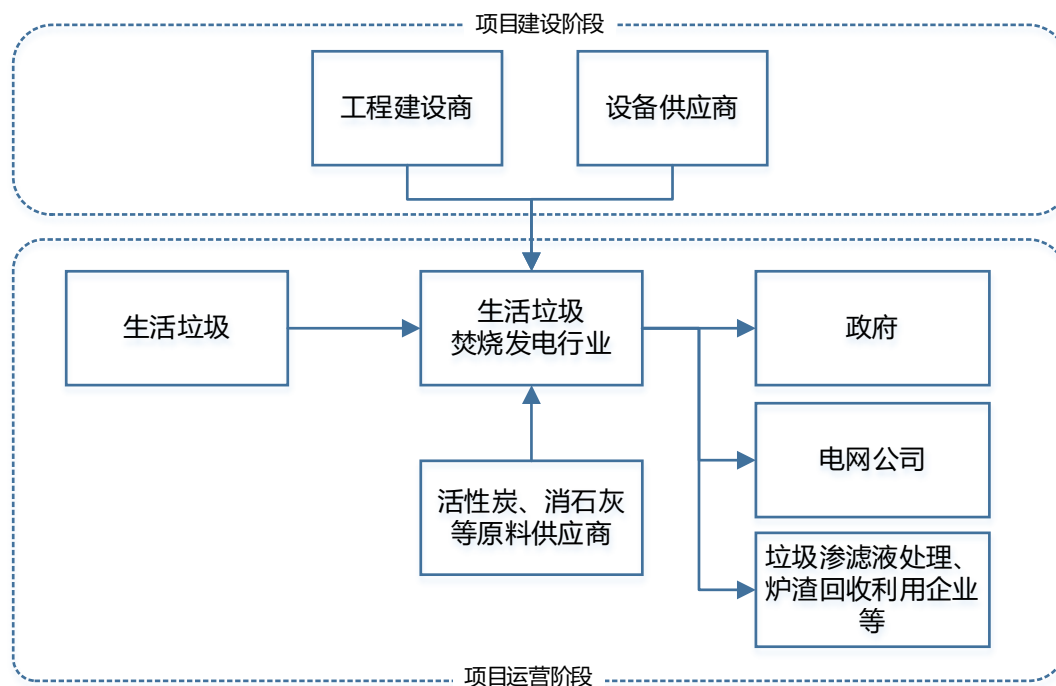 项目建设阶段
工程建设商
设备供应商
生活垃圾
生活垃圾
焚烧发电行业
政府
电网公司
活性炭、消石灰
等原料供应商
垃圾渗滤液处理、
炉渣回收利用企业
等
项目运营阶段